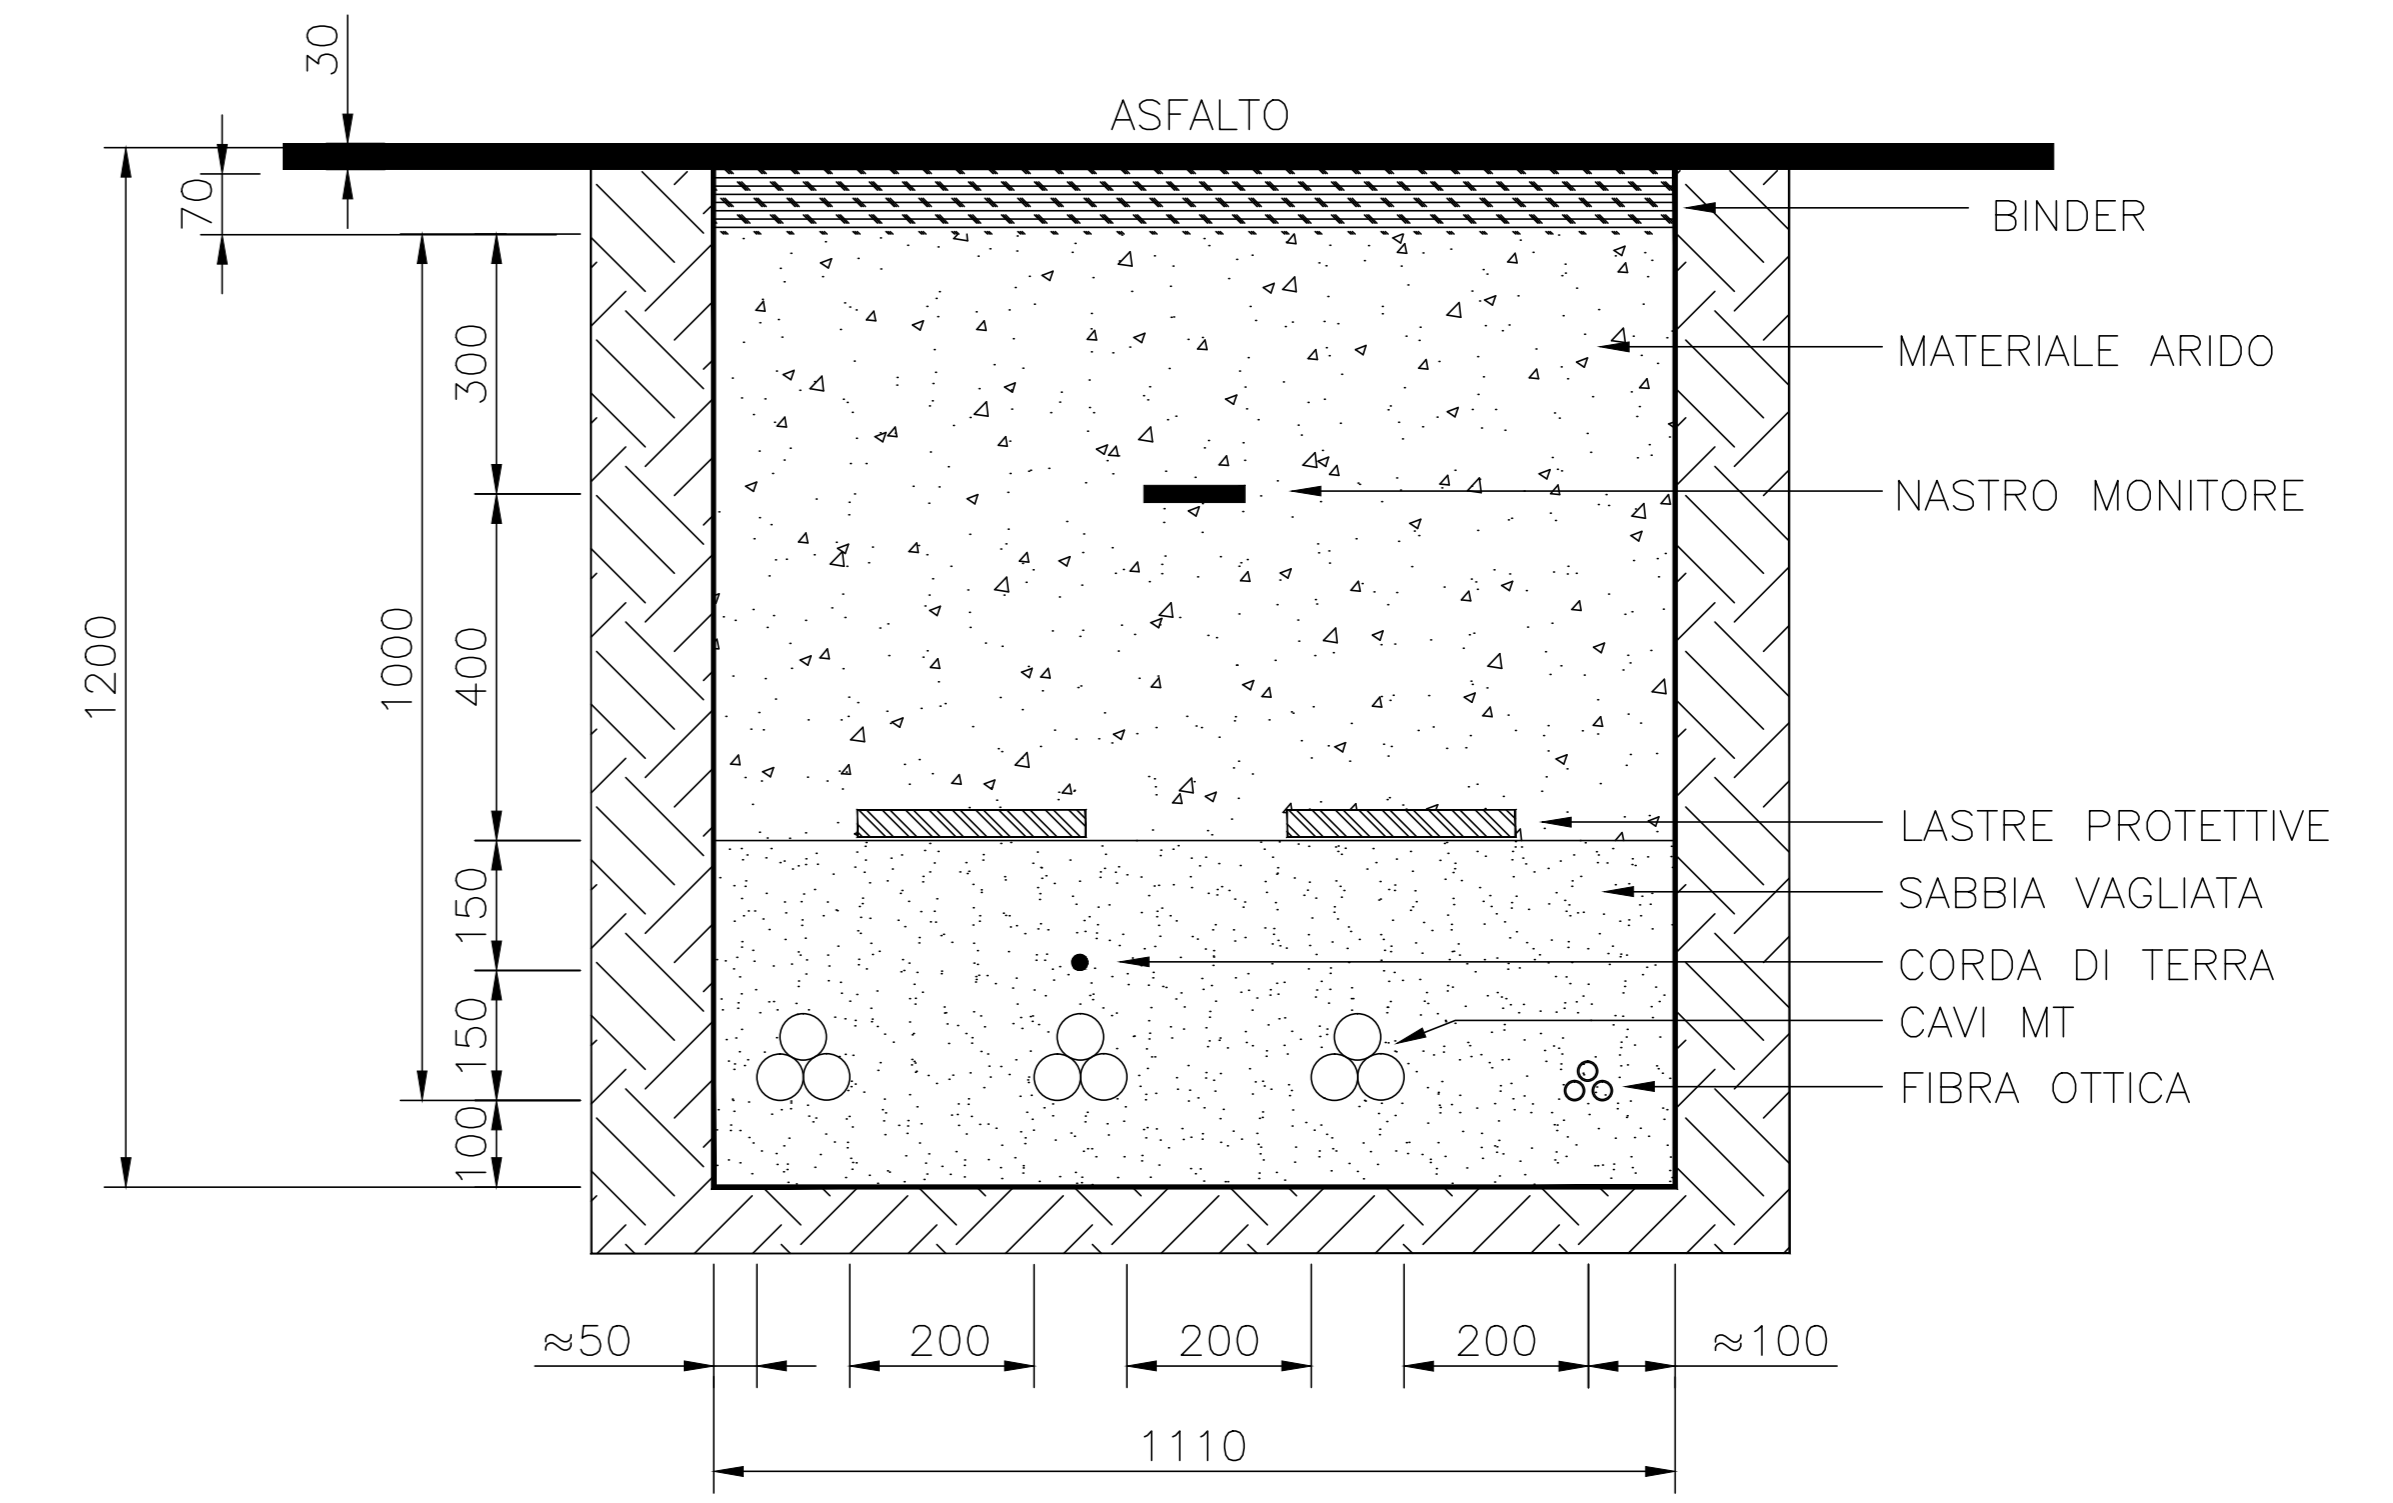 30
ASFALTO
70
BINDER
300
MATERIALE ARIDO
NASTRO MONITORE
1200
1000
400
LASTRE PROTETTIVE
150
SABBIA VAGLIATA
CORDA DI TERRA
150
CAVI MT
FIBRA OTTICA
100
≈50 200 200 200 ≈100
1110